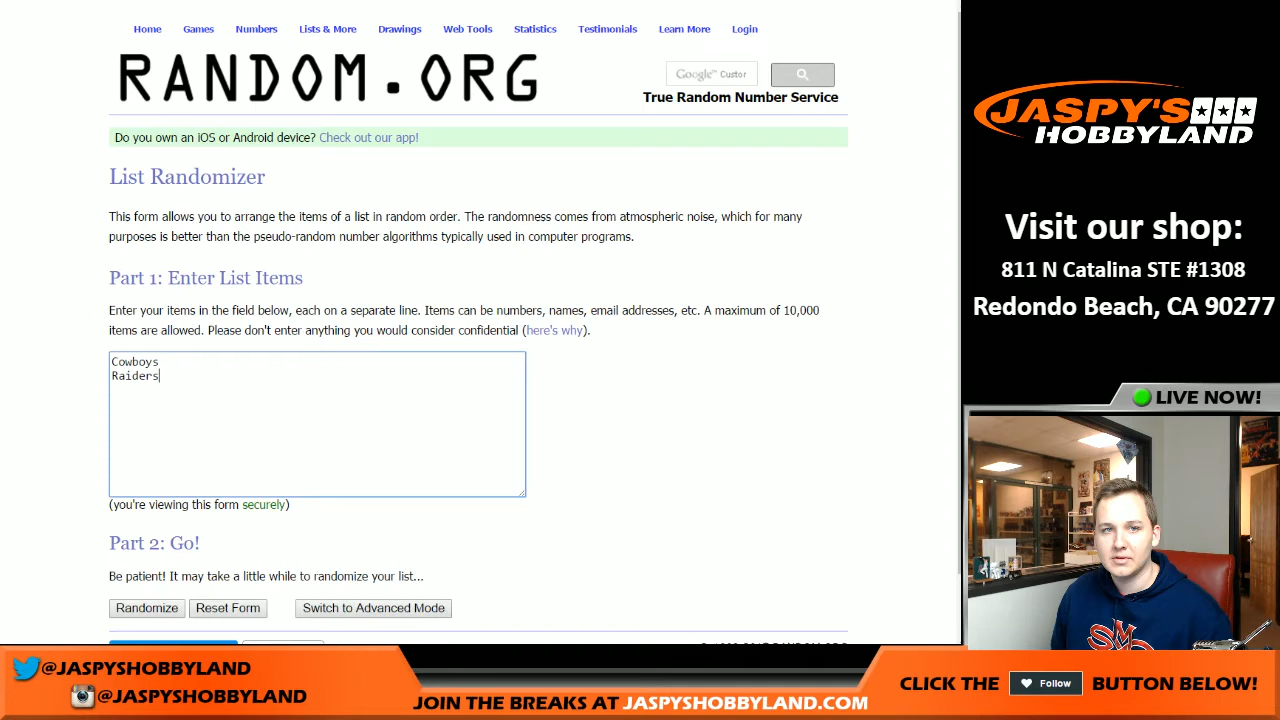 Home Games Numbers Lists & More Drawings Web Tools Statistics Testimonials Learn More Login
RANDOM.ORG
Google™ Custor
True Random Number Service
Do you own an iOS or Android device? Check out our app!
List Randomizer
This form allows you to arrange the items of a list in random order. The randomness comes from atmospheric noise, which for many
purposes is better than the pseudo-random number algorithms typically used in computer programs.
Part 1: Enter List Items
Enter your items in the field below, each on a separate line. Items can be numbers, names, email addresses, etc. A maximum of 10,000
items are allowed. Please don't enter anything you would consider confidential (here's why).
Cowboys
Raiders
(you're viewing this form securely)
Part 2: Go!
Be patient! It may take a little while to randomize your list...
Randomize Reset Form Switch to Advanced Mode
JASPY'S
HOBBYLAND
Visit our shop:
811 N Catalina STE #1308
Redondo Beach, CA 90277
LIVE NOW!
SMC
@JASPYSHOBBYLAND
@JASPYSHOBBYLAND
JOIN THE BREAKS AT JASPYSHOBBYLAND.COM
CLICK THE Follow BUTTON BELOW!